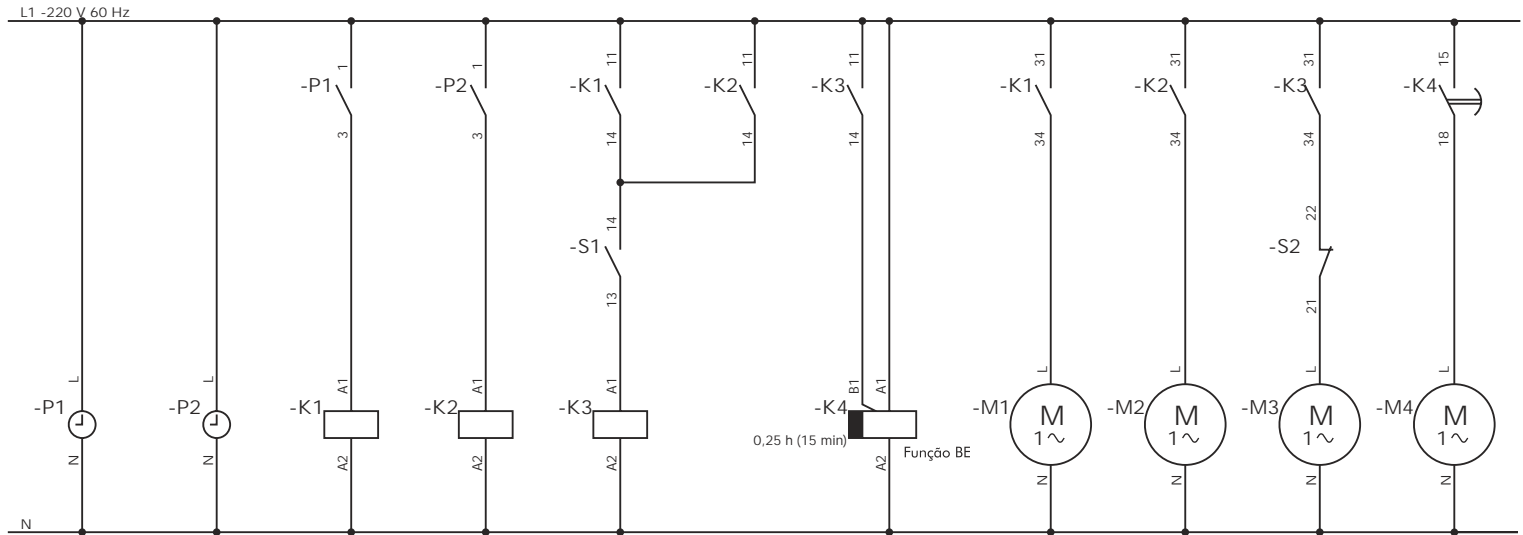 L1 -220 V 60 Hz
1
1
11
11
11
31
31
31
15
-P1
-P2
-K1
-K2
-K3
-K1
-K2
-K3
-K4
3
3
14
14
14
34
34
34
18
14
22
-S1
-S2
13
21
L
L
A1
A1
A1
B1
A1
L
L
L
L
-P1
-P2
-K1
-K2
-K3
-K4
-M1
M
1~
-M2
M
1~
-M3
M
1~
-M4
M
1~
0,25 h (15 min)
Função BE
N
N
A2
A2
A2
A2
N
N
N
N
N